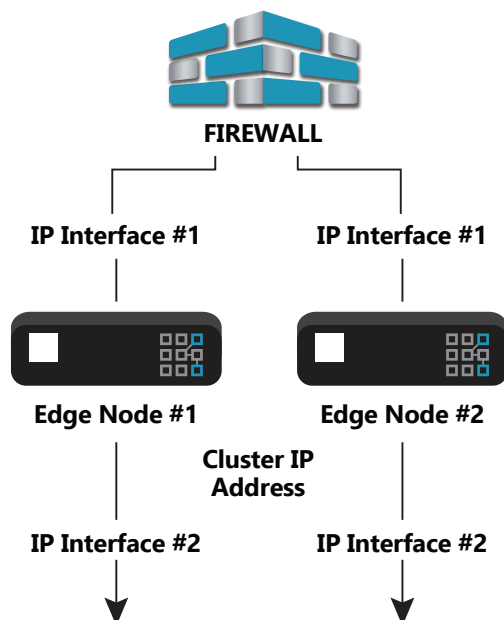 FIREWALL
IP Interface #1
IP Interface #1
Edge Node #1
Edge Node #2
Cluster IP
Address
IP Interface #2
IP Interface #2